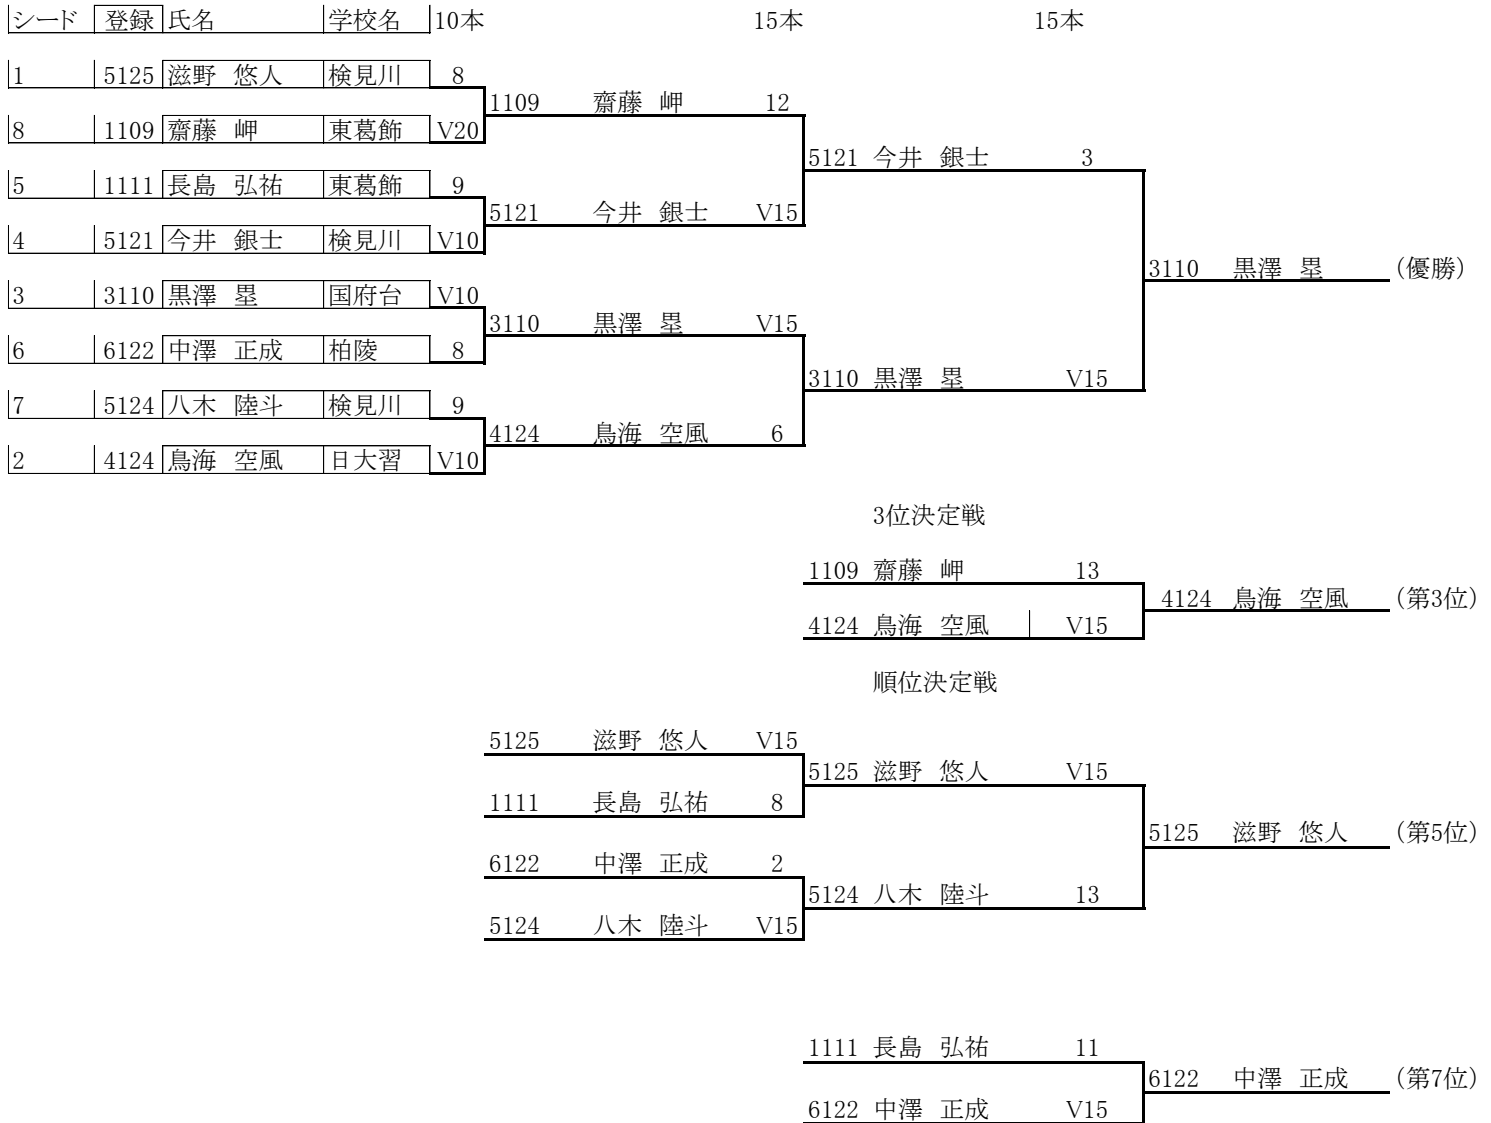 シード 登録 氏名 学校名 10本 15本 15本
1 5125 滋野 悠人 検見川 8
1109 齋藤 岬 12
8 1109 齋藤 岬 東葛飾 V20
5121 今井 銀士 3
5 1111 長島 弘祐 東葛飾 9
5121 今井 銀士 V15
4 5121 今井 銀士 検見川 V10
3110 黒澤 塁 （優勝）
3 3110 黒澤 塁 国府台 V10
3110 黒澤 塁 V15
6 6122 中澤 正成 柏陵 8
3110 黒澤 塁 V15
7 5124 八木 陸斗 検見川 9
4124 鳥海 空風 6
2 4124 鳥海 空風 日大習 V10
3位決定戦
1109 齋藤 岬 13
4124 鳥海 空風 （第3位）
4124 鳥海 空風 V15
順位決定戦
5125 滋野 悠人 V15
5125 滋野 悠人 V15
1111 長島 弘祐 8
5125 滋野 悠人 （第5位）
6122 中澤 正成 2
5124 八木 陸斗 13
5124 八木 陸斗 V15
1111 長島 弘祐 11
6122 中澤 正成 （第7位）
6122 中澤 正成 V15